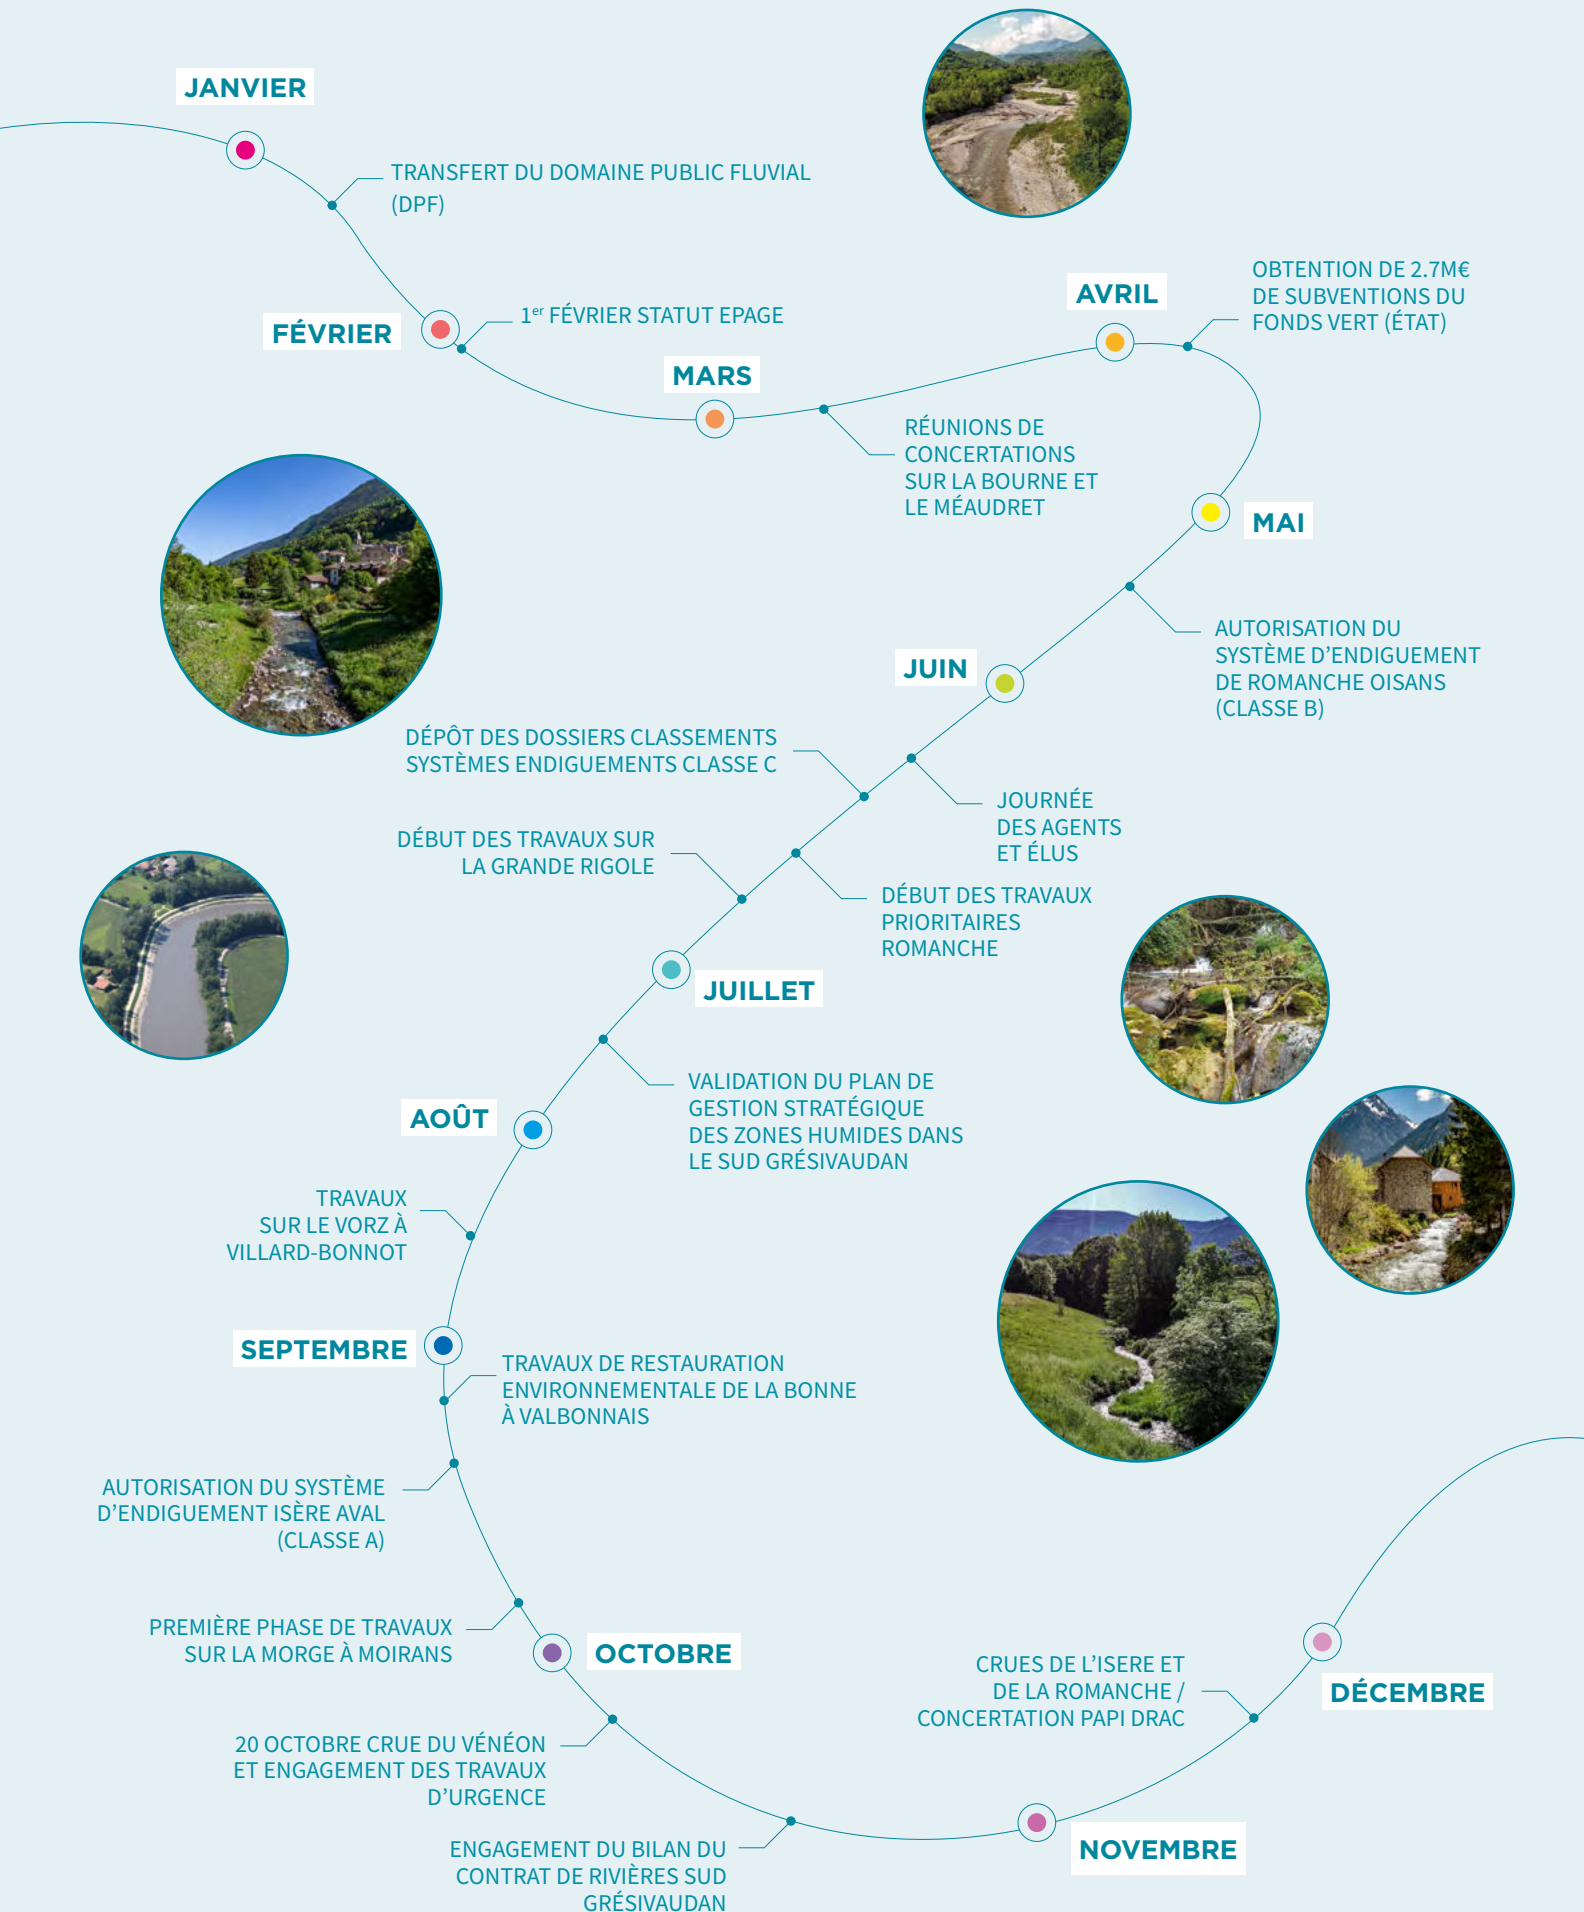 JANVIER
TRANSFERT DU DOMAINE PUBLIC FLUVIAL
(DPF)
FÉVRIER
1er FÉVRIER STATUT EPAGE
MARS
RÉUNIONS DE
CONCERTATIONS
SUR LA BOURNE ET
LE MÉAUDRET
AVRIL
OBTENTION DE 2.7M€
DE SUBVENTIONS DU
FONDS VERT (ÉTAT)
MAI
AUTORISATION DU
SYSTÈME D’ENDIGUEMENT
DE ROMANCHE OISANS
(CLASSE B)
JUIN
JOURNÉE
DES AGENTS
ET ÉLUS
DÉPÔT DES DOSSIERS CLASSEMENTS
SYSTÈMES ENDIGUEMENTS CLASSE C
DÉBUT DES TRAVAUX
PRIORITAIRES
ROMANCHE
DÉBUT DES TRAVAUX SUR
LA GRANDE RIGOLE
JUILLET
VALIDATION DU PLAN DE
GESTION STRATÉGIQUE
DES ZONES HUMIDES DANS
LE SUD GRÉSIVAUDAN
AOÛT
TRAVAUX
SUR LE VORZ À
VILLARD-BONNOT
SEPTEMBRE
TRAVAUX DE RESTAURATION
ENVIRONNEMENTALE DE LA BONNE
À VALBONNAIS
AUTORISATION DU SYSTÈME
D’ENDIGUEMENT ISÈRE AVAL
(CLASSE A)
PREMIÈRE PHASE DE TRAVAUX
SUR LA MORGE À MOIRANS
OCTOBRE
20 OCTOBRE CRUE DU VÉNÉON
ET ENGAGEMENT DES TRAVAUX
D’URGENCE
ENGAGEMENT DU BILAN DU
CONTRAT DE RIVIÈRES SUD
GRÉSIVAUDAN
NOVEMBRE
CRUES DE L’ISERE ET
DE LA ROMANCHE /
CONCERTATION PAPI DRAC
DÉCEMBRE